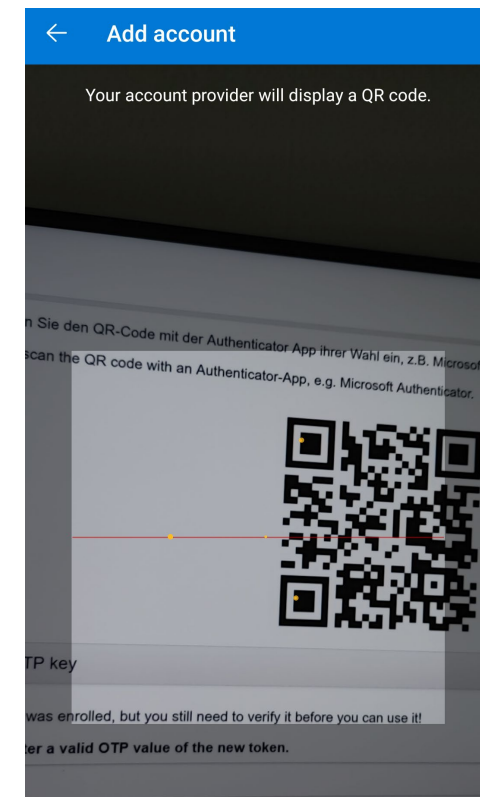 Add account
Your account provider will display a QR code.
n Sie den QR-Code mit der Authenticator App ihrer Wahl ein, z.B. Microsof
scan the QR code with an Authenticator-App, e.g. Microsoft Authenticator.
TP key
was enrolled, but you still need to verify it before you can use it!
er a valid OTP value of the new token.